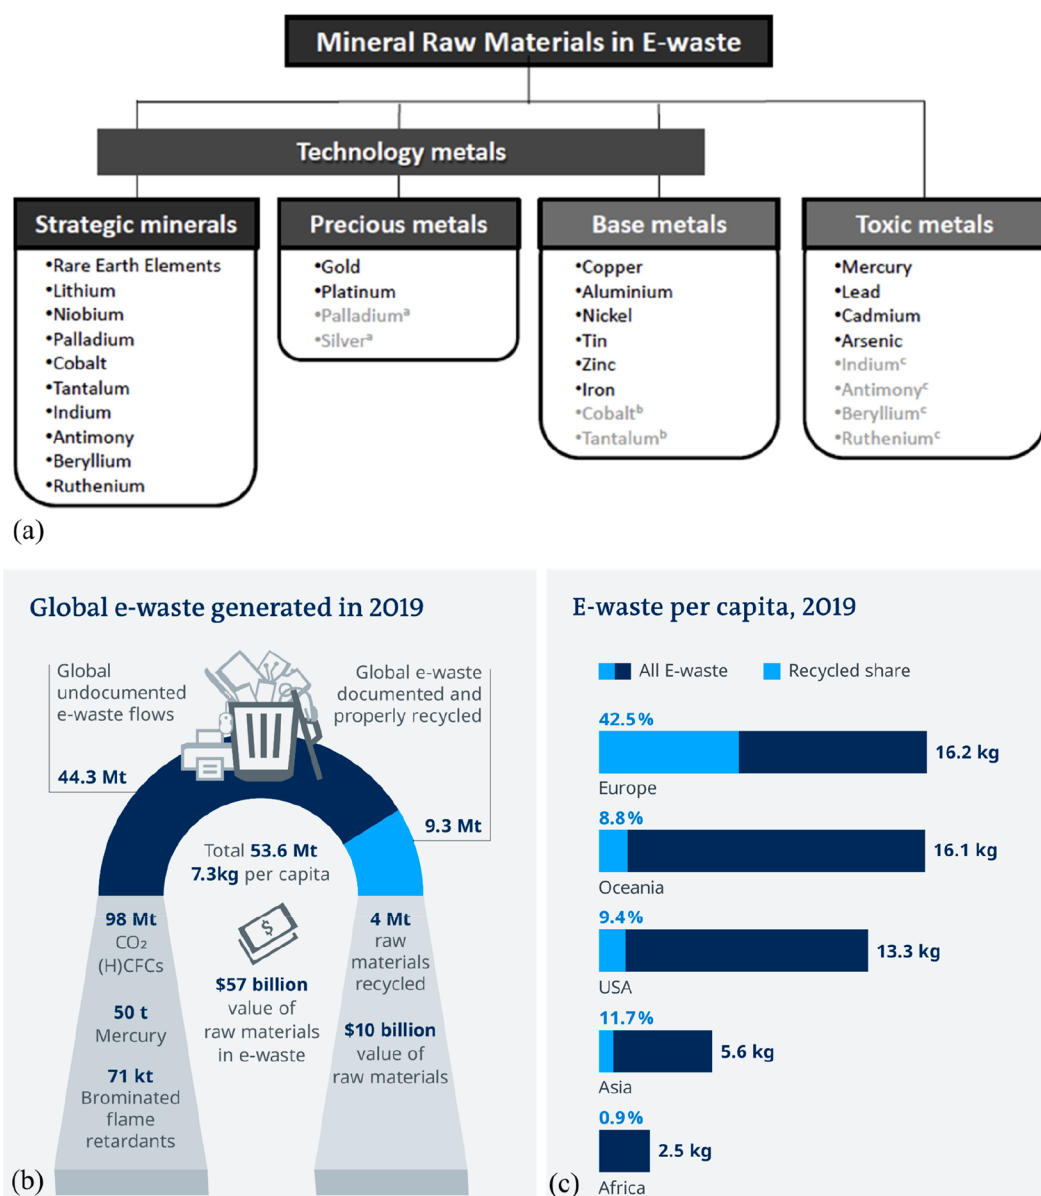 Mineral Raw Materials in E-waste
Technology metals
Strategic minerals
•Rare Earth Elements
•Lithium
•Niobium
•Palladium
•Cobalt
•Tantalum
•Indium
•Antimony
•Beryllium
•Ruthenium
Precious metals
•Gold
•Platinum
•Palladiumᵃ
•Silverᵃ
Base metals
•Copper
•Aluminium
•Nickel
•Tin
•Zinc
•Iron
•Cobaltᵇ
•Tantalumᵇ
Toxic metals
•Mercury
•Lead
•Cadmium
•Arsenic
•Indiumᶜ
•Antimonyᶜ
•Berylliumᶜ
•Rutheniumᶜ
(a)
Global e-waste generated in 2019
Global
undocumented
e-waste flows
44.3 Mt
Global e-waste
documented and
properly recycled
9.3 Mt
Total 53.6 Mt
7.3kg per capita
98 Mt
CO₂
(H)CFCs
50 t
Mercury
71 kt
Brominated
flame
retardants
$
$57 billion
value of
raw materials
in e-waste
4 Mt
raw
materials
recycled
$10 billion
value of
raw materials
(b)
E-waste per capita, 2019
All E-waste
Recycled share
42.5%
16.2 kg
Europe
8.8%
16.1 kg
Oceania
9.4%
13.3 kg
USA
11.7%
5.6 kg
Asia
0.9%
2.5 kg
Africa
(c)